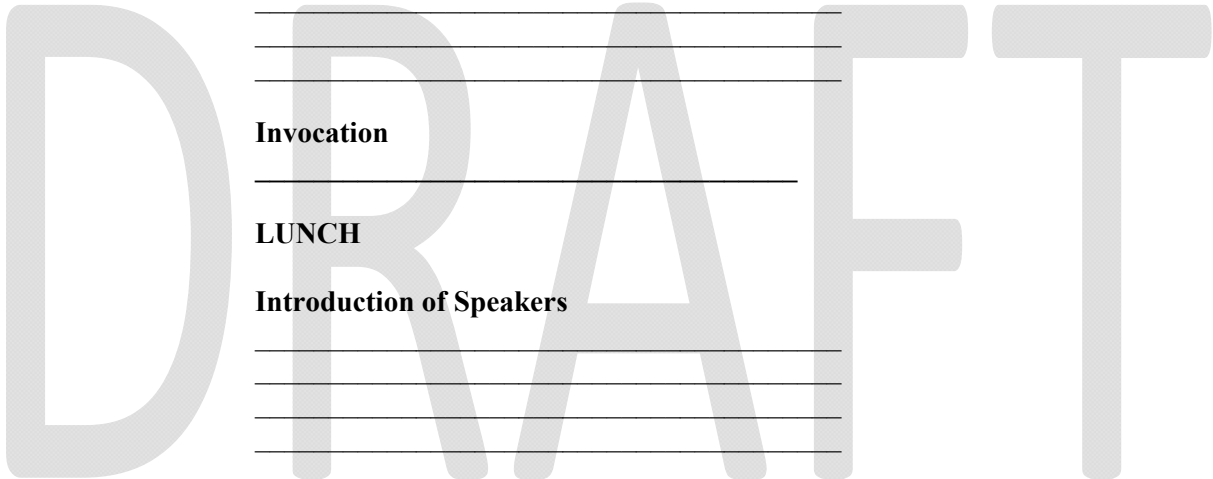 DRAFT
Invocation
LUNCH
Introduction of Speakers